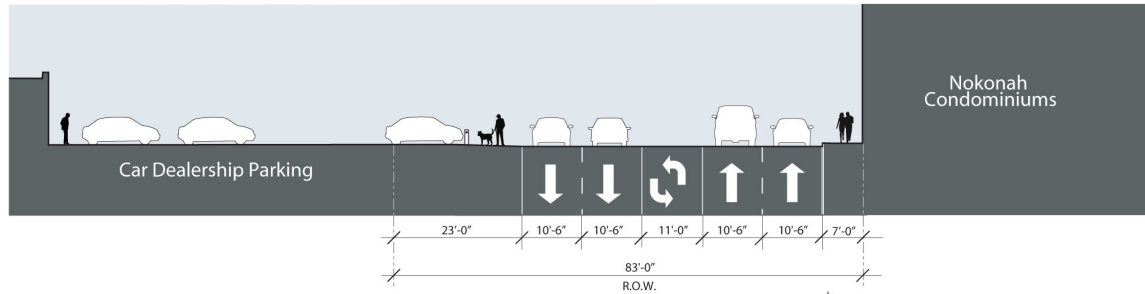 Nokonah
Condominiums
Car Dealership Parking
23'-0" 10'-6" 10'-6" 11'-0" 10'-6" 10'-6" 7'-0"
83'-0"
R.O.W.